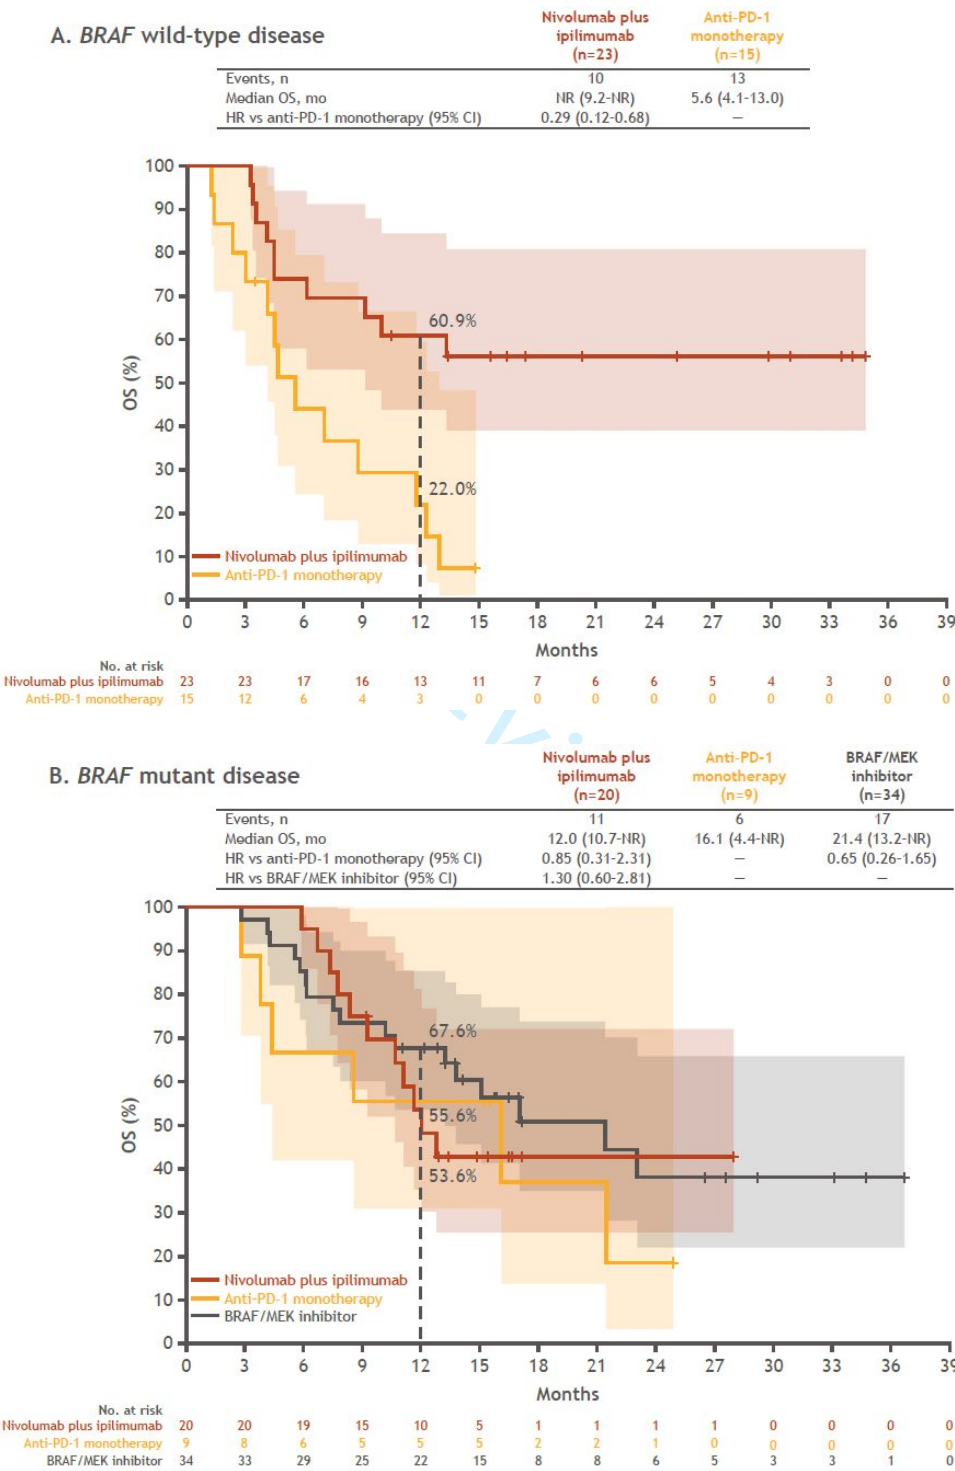 A. BRAF wild-type disease
Nivolumab plus ipilimumab (n=23) Anti-PD-1 monotherapy (n=15)
Events, n 10 13
Median OS, mo NR (9.2-NR) 5.6 (4.1-13.0)
HR vs anti-PD-1 monotherapy (95% CI) 0.29 (0.12-0.68) —
OS (%)
100
90
80
70
60
50
40
30
20
10
0
60.9%
22.0%
Nivolumab plus ipilimumab
Anti-PD-1 monotherapy
0 3 6 9 12 15 18 21 24 27 30 33 36 39
Months
No. at risk
Nivolumab plus ipilimumab 23 23 17 16 13 11 7 6 6 5 4 3 0 0
Anti-PD-1 monotherapy 15 12 6 4 3 0 0 0 0 0 0 0 0 0
B. BRAF mutant disease
Nivolumab plus ipilimumab (n=20) Anti-PD-1 monotherapy (n=9) BRAF/MEK inhibitor (n=34)
Events, n 11 6 17
Median OS, mo 12.0 (10.7-NR) 16.1 (4.4-NR) 21.4 (13.2-NR)
HR vs anti-PD-1 monotherapy (95% CI) 0.85 (0.31-2.31) — 0.65 (0.26-1.65)
HR vs BRAF/MEK inhibitor (95% CI) 1.30 (0.60-2.81) — —
OS (%)
100
90
80
70
60
50
40
30
20
10
0
67.6%
55.6%
53.6%
Nivolumab plus ipilimumab
Anti-PD-1 monotherapy
BRAF/MEK inhibitor
0 3 6 9 12 15 18 21 24 27 30 33 36 39
Months
No. at risk
Nivolumab plus ipilimumab 20 20 19 15 10 5 1 1 1 1 0 0 0 0
Anti-PD-1 monotherapy 9 8 6 5 5 5 2 2 1 0 0 0 0 0
BRAF/MEK inhibitor 34 33 29 25 22 15 8 8 6 5 3 3 1 0